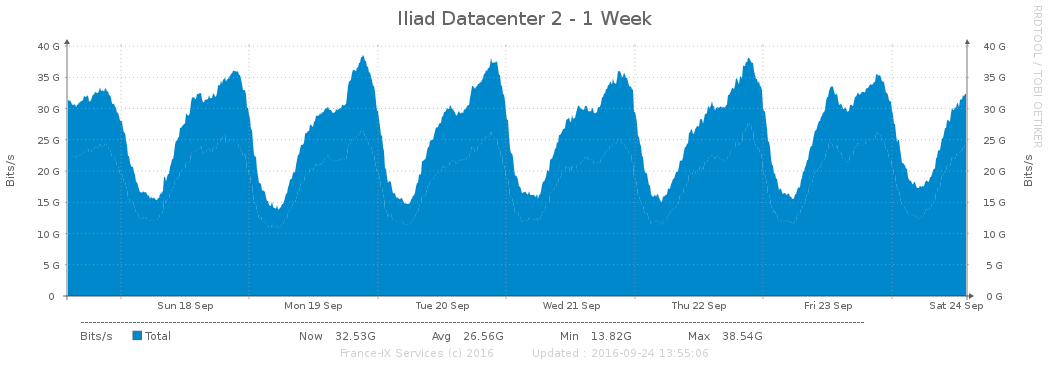 Iliad Datacenter 2 - 1 Week
RRDTOOL / TOBI OETIKER
40 G 40 G
35 G 35 G
30 G 30 G
25 G 25 G
20 G 20 G
15 G 15 G
10 G 10 G
5 G 5 G
0 0 G
Bits/s Bits/s
Sun 18 Sep Mon 19 Sep Tue 20 Sep Wed 21 Sep Thu 22 Sep Fri 23 Sep Sat 24 Sep
Bits/s Total Now 32.53G Avg 26.56G Min 13.82G Max 38.54G
France-IX Services (c) 2016 Updated : 2016-09-24 13:55:06